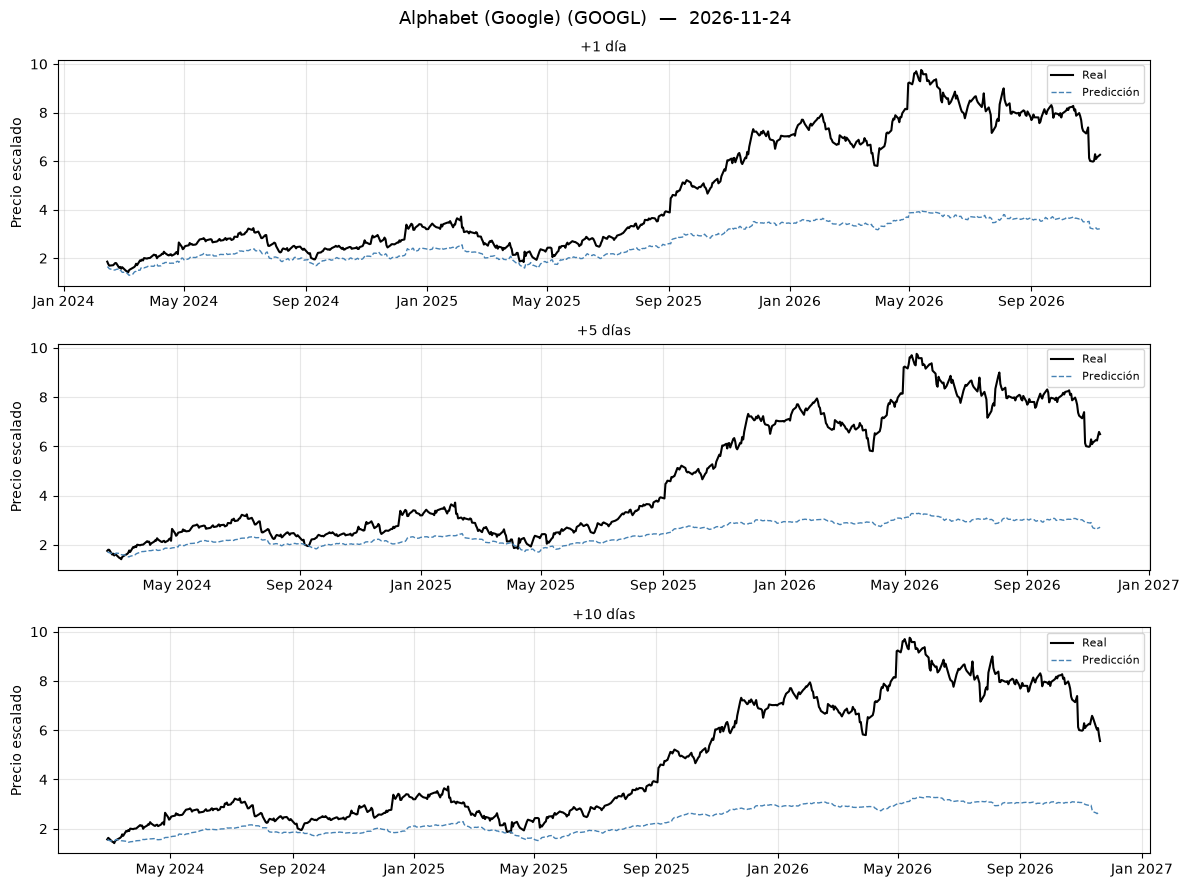 Alphabet (Google) (GOOGL) — 2026-11-24
+1 día
Precio escalado
10
8
6
4
2
Real
Predicción
Jan 2024 May 2024 Sep 2024 Jan 2025 May 2025 Sep 2025 Jan 2026 May 2026 Sep 2026
+5 días
Precio escalado
10
8
6
4
2
Real
Predicción
May 2024 Sep 2024 Jan 2025 May 2025 Sep 2025 Jan 2026 May 2026 Sep 2026 Jan 2027
+10 días
Precio escalado
10
8
6
4
2
Real
Predicción
May 2024 Sep 2024 Jan 2025 May 2025 Sep 2025 Jan 2026 May 2026 Sep 2026 Jan 2027